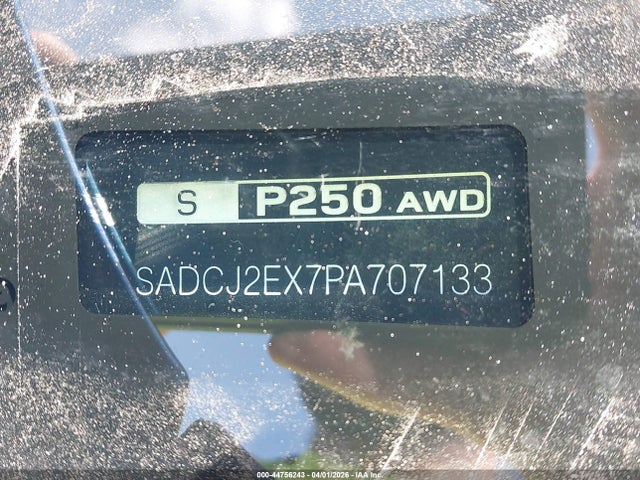 S P250 AWD
SADCJ2EX7PA707133
000-44756243 04/01/2026 IAA Inc.